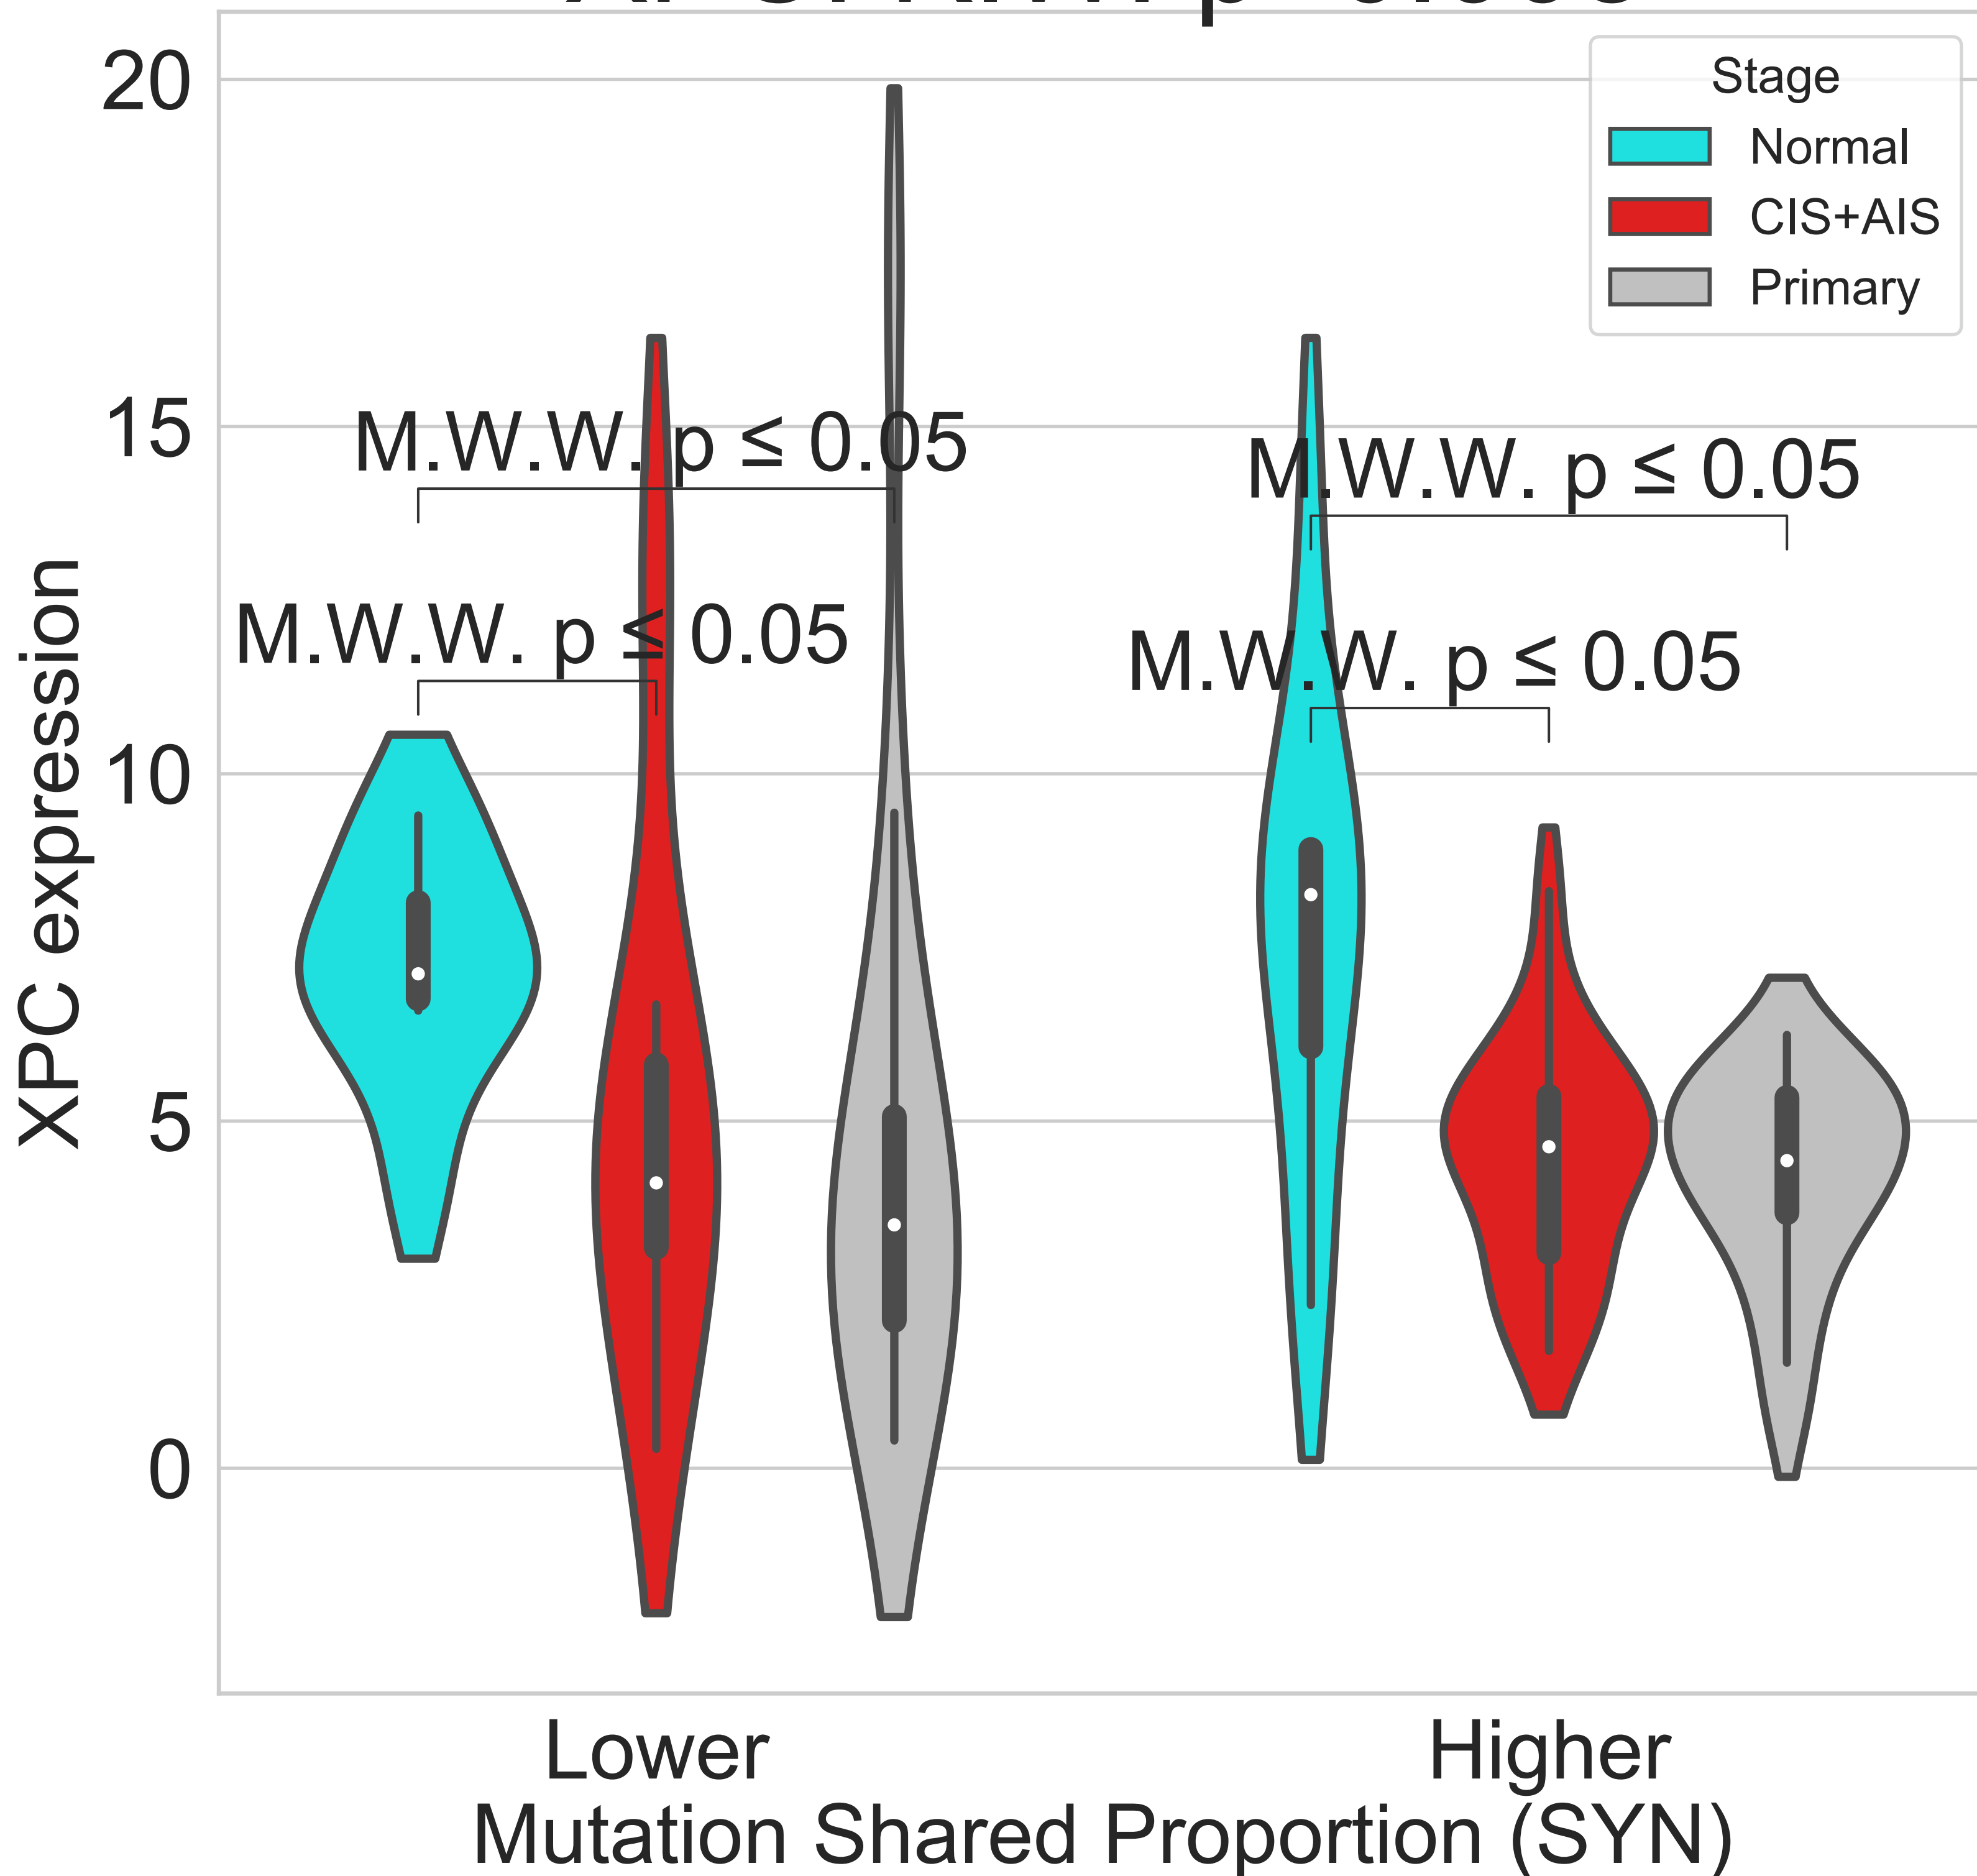 20
Stage
Normal
CIS+AIS
Primary
15
M.W.W. p ≤ 0.05
M.W.W. p ≤ 0.05
M.W.W. p ≤ 0.05
M.W.W. p ≤ 0.05
10
XPC expression
5
0
Lower
Higher
Mutation Shared Proportion (SYN)